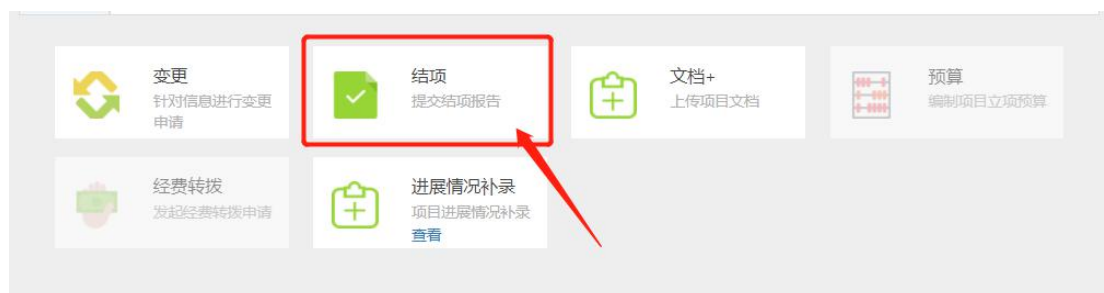 变更
针对信息进行变更
申请
结项
提交结项报告
文档+
上传项目文档
预算
编制项目立项预算
经费转拨
发起经费转拨申请
进展情况补录
项目进展情况补录
查看